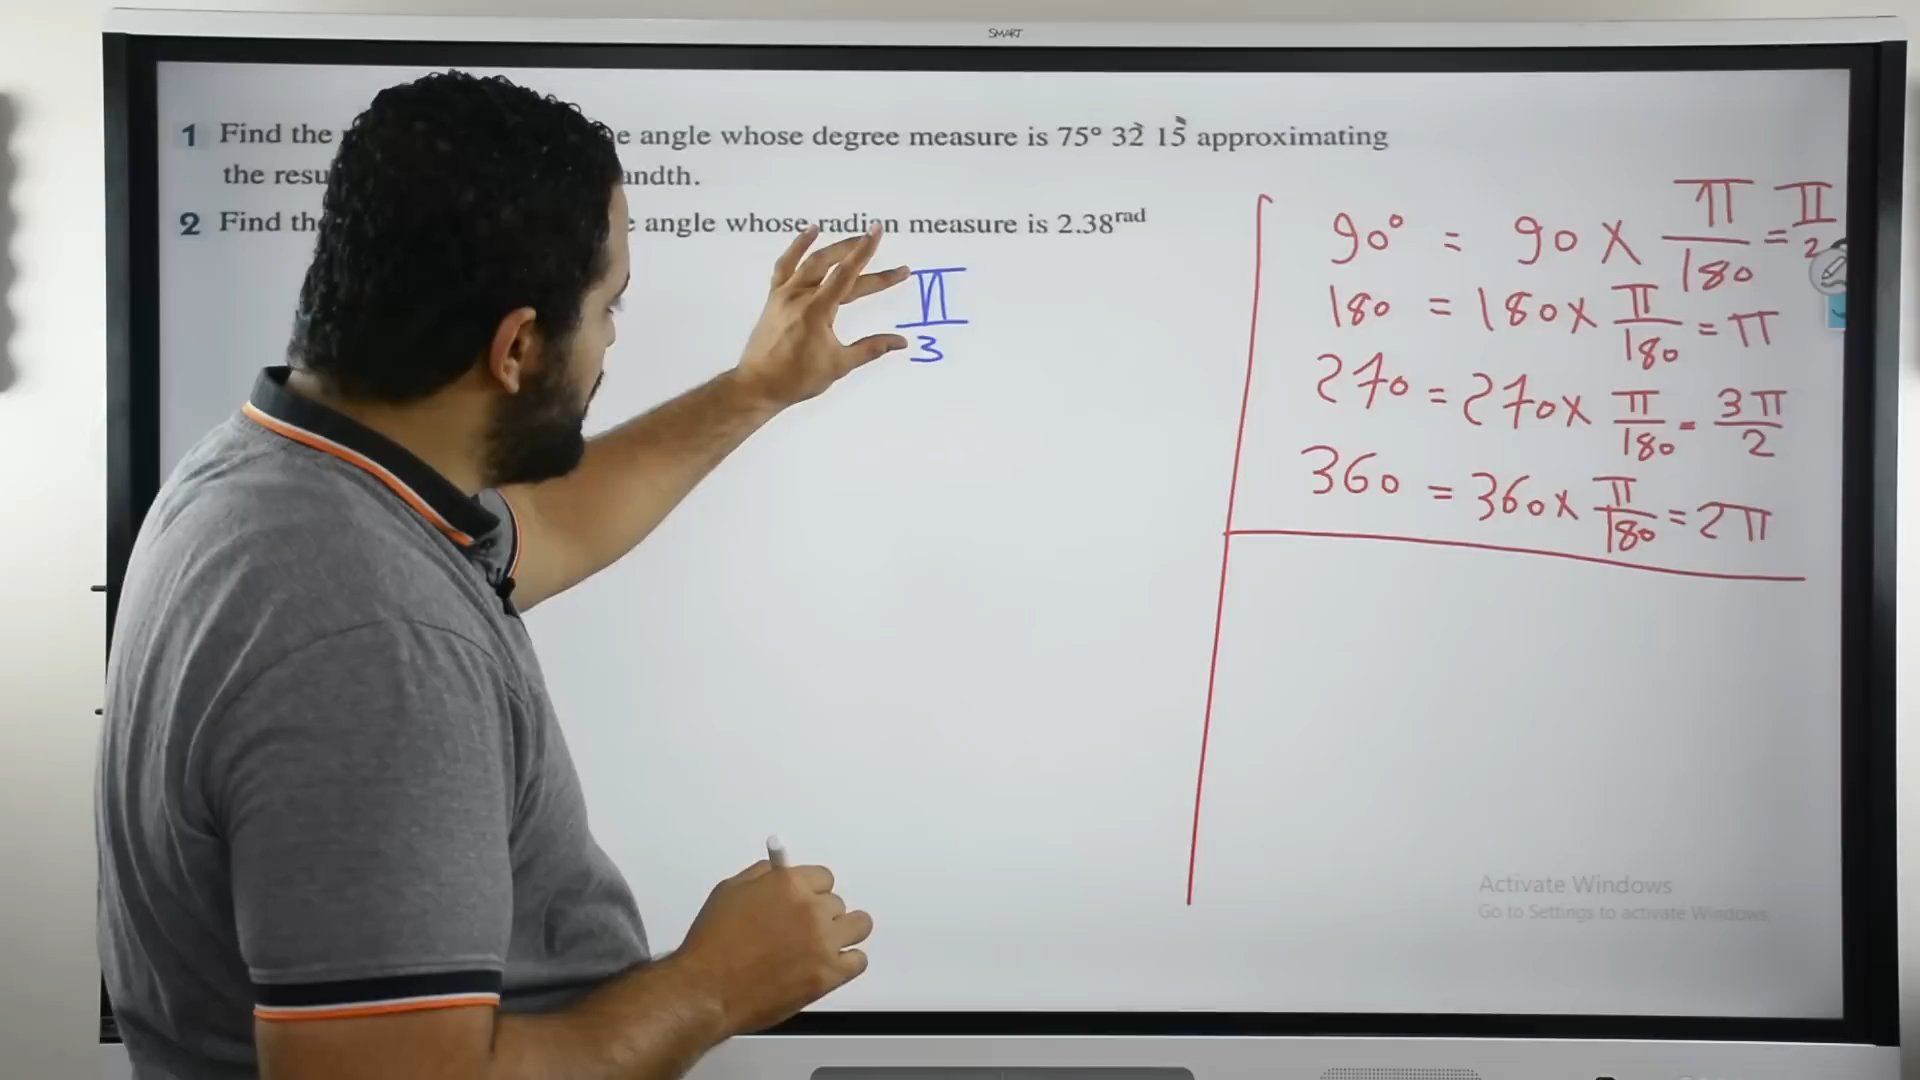 SMART
1 Find the e angle whose degree measure is 75° 32̀ 15̏ approximating
the resu andth.
2 Find th e angle whose radian measure is 2.38rad
π/3
90° = 90 × π/180 = π/2
180 = 180 × π/180 = π
270 = 270 × π/180 = 3π/2
360 = 360 × π/180 = 2π
Activate Windows
Go to Settings to activate Windows.